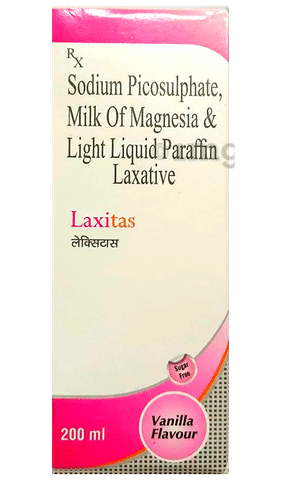 Rx
Sodium Picosulphate,
Milk Of Magnesia &
Light Liquid Paraffin
Laxative
Laxitas
लेक्सिटास
Sugar
Free
Vanilla
Flavour
200 ml